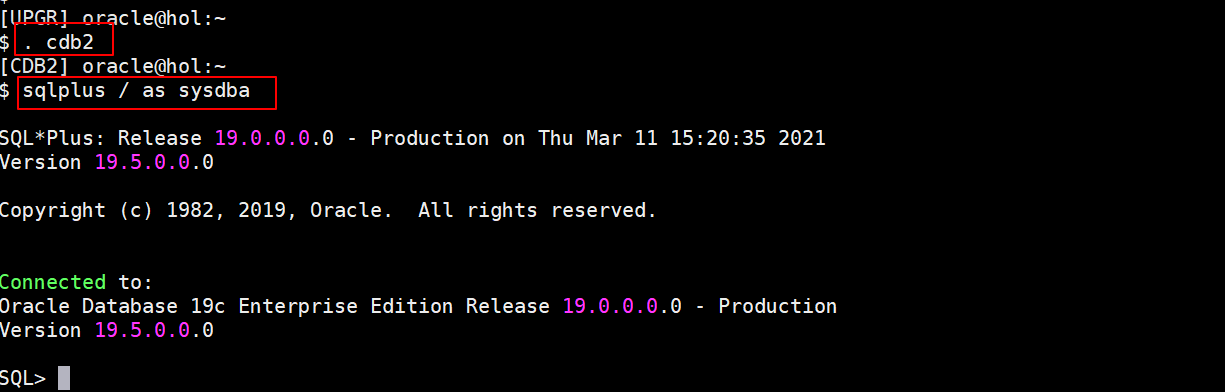 [UPGR] oracle@hol:~
$ . cdb2
[CDB2] oracle@hol:~
$ sqlplus / as sysdba
SQL*Plus: Release 19.0.0.0.0 - Production on Thu Mar 11 15:20:35 2021
Version 19.5.0.0.0
Copyright (c) 1982, 2019, Oracle.  All rights reserved.
Connected to:
Oracle Database 19c Enterprise Edition Release 19.0.0.0.0 - Production
Version 19.5.0.0.0
SQL>